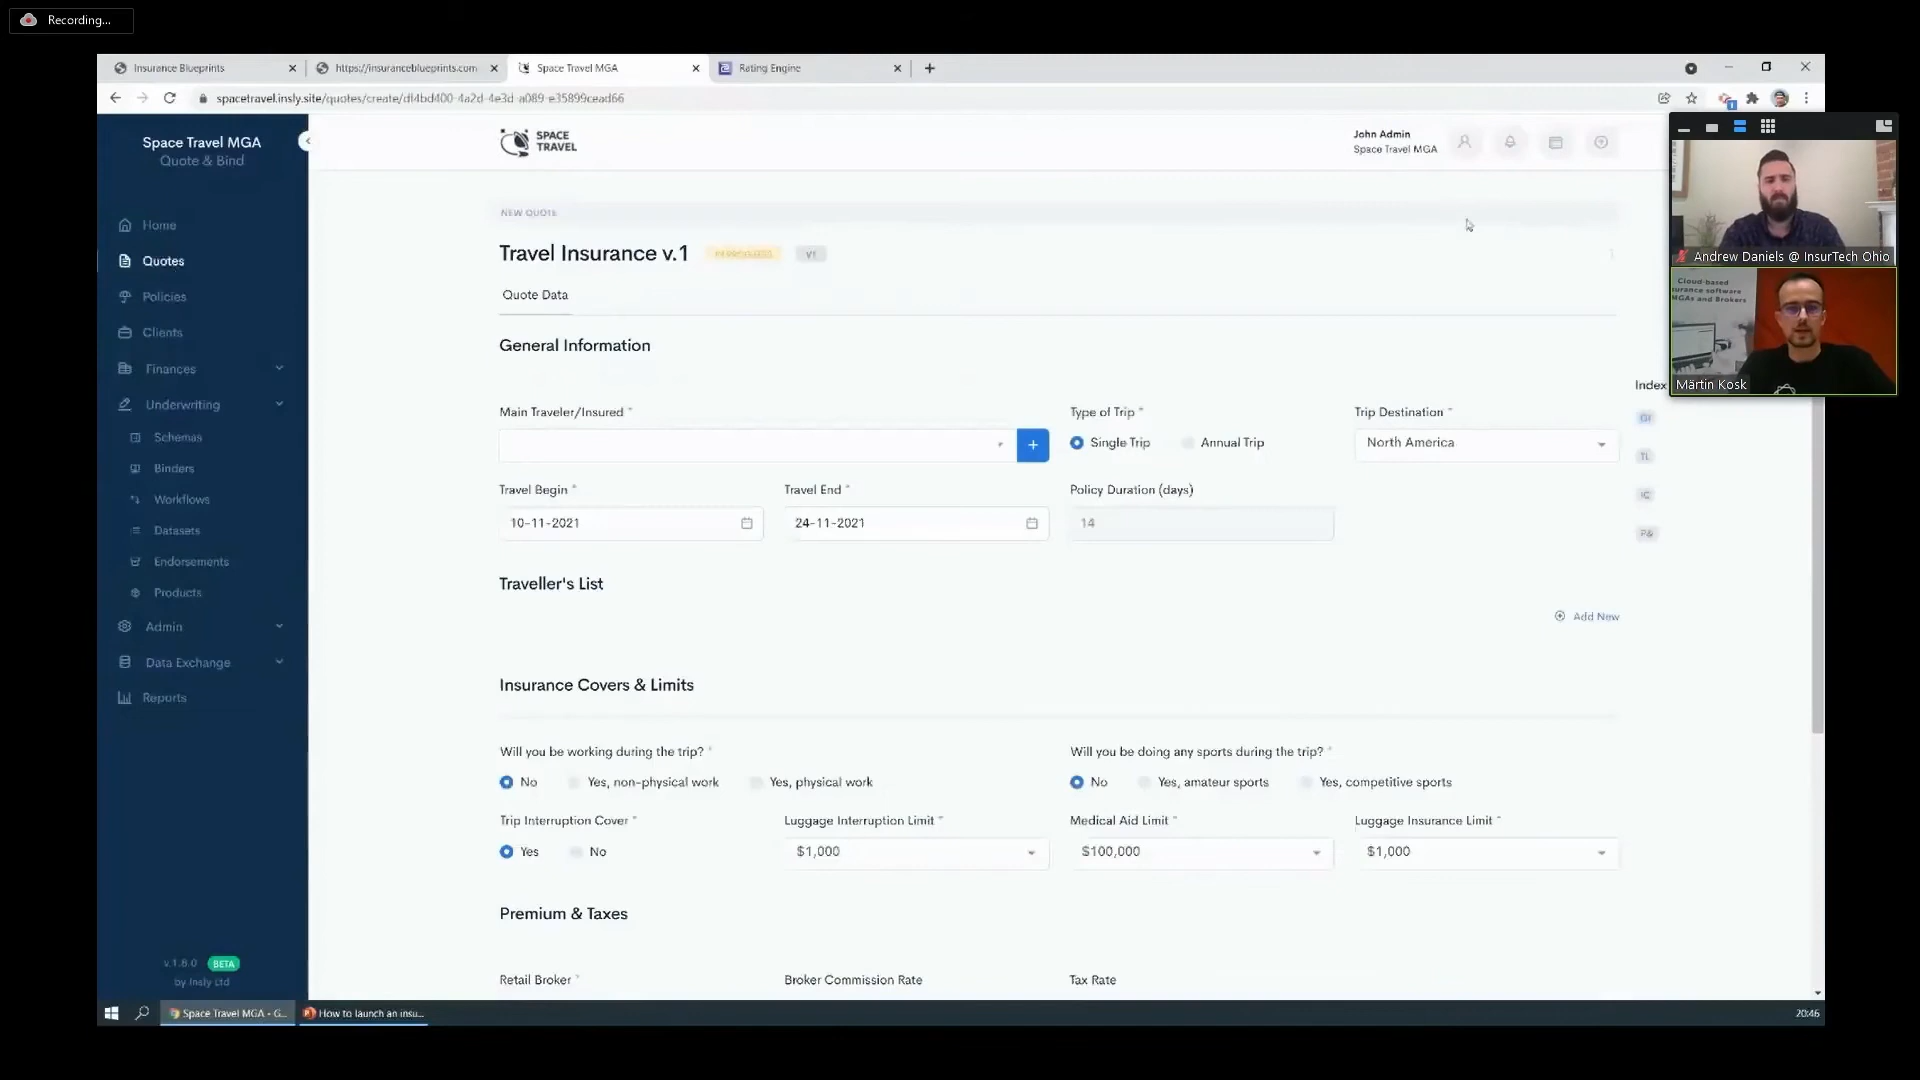 Recording...
Insurance Blueprints
https://insuranceblueprints.com
Space Travel MGA
Rating Engine
spacetravel.insly.site/quotes/create/df4bd400-4a2d-4e3d-a089-e35899cead66
Space Travel MGA
Quote & Bind
SPACE
TRAVEL
John Admin
Space Travel MGA
Home
Quotes
Policies
Clients
Finances
Underwriting
Schemas
Binders
Workflows
Datasets
Endorsements
Products
Admin
Data Exchange
Reports
v.1.8.0 BETA
by Insly Ltd
NEW QUOTE
Travel Insurance v.1
V1
Quote Data
General Information
Main Traveler/Insured *
Type of Trip *
Trip Destination *
+
Single Trip
Annual Trip
North America
Travel Begin *
Travel End *
Policy Duration (days)
10-11-2021
24-11-2021
14
Traveller's List
Add New
Insurance Covers & Limits
Will you be working during the trip? *
Will you be doing any sports during the trip? *
No
Yes, non-physical work
Yes, physical work
No
Yes, amateur sports
Yes, competitive sports
Trip Interruption Cover *
Luggage Interruption Limit *
Medical Aid Limit *
Luggage Insurance Limit *
Yes
No
$1,000
$100,000
$1,000
Premium & Taxes
Retail Broker *
Broker Commission Rate
Tax Rate
Index
GI
TL
IC
P&
Andrew Daniels @ InsurTech Ohio
Cloud-based
urance software
MGAs and Brokers
Märtin Kosk
Space Travel MGA - G...
How to launch an insu...
20:46